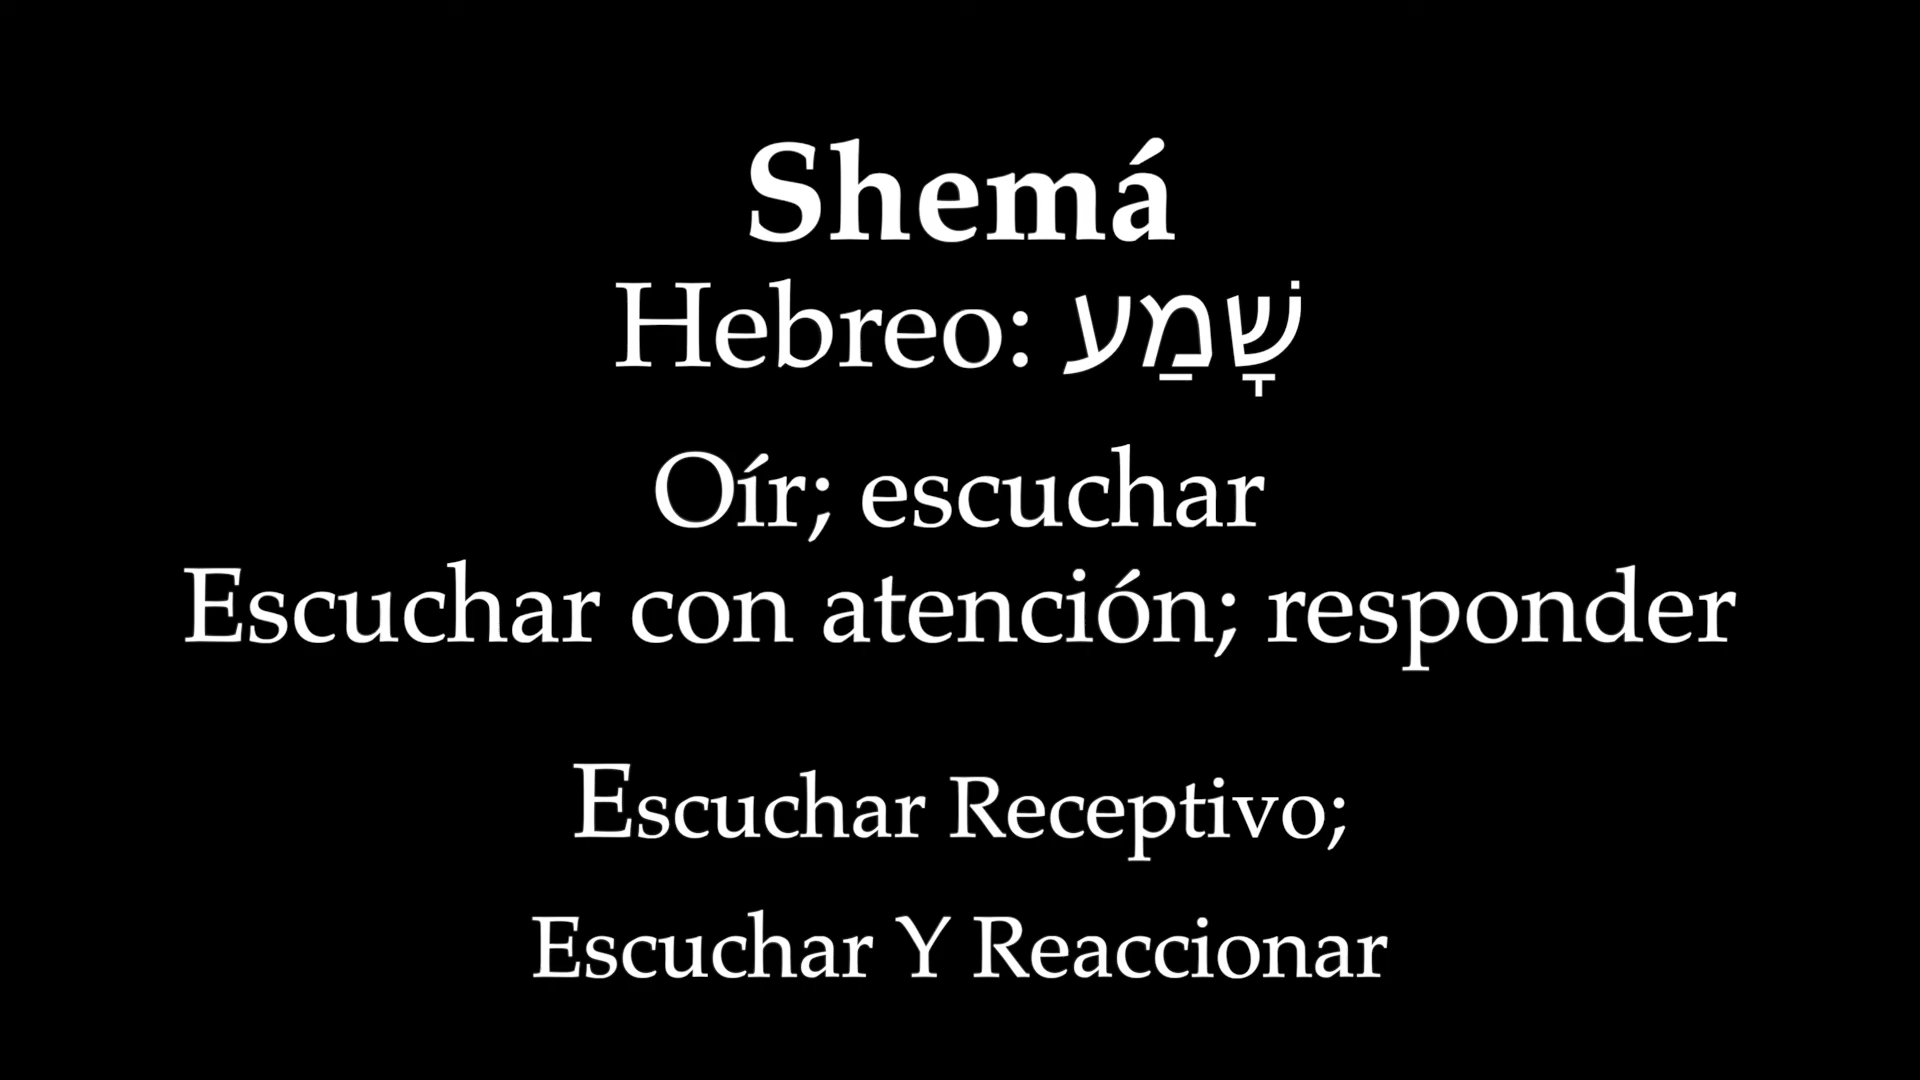 Shemá
Hebreo: שָׁמַע
Oír; escuchar
Escuchar con atención; responder
Escuchar Receptivo;
Escuchar Y Reaccionar